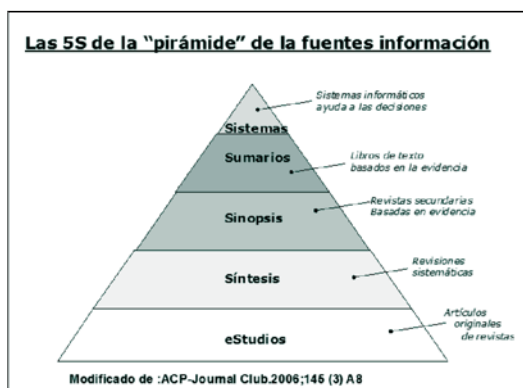 Las 5S de la “pirámide” de la fuentes información
Sistemas informáticos
ayuda a las decisiones
Sistemas
Sumarios
Libros de texto
basados en la evidencia
Sinopsis
Revistas secundarias
Basadas en evidencia
Síntesis
Revisiones
sistemáticas
eStudios
Artículos
originales
de revistas
Modificado de :ACP-Journal Club.2006;145 (3) A8